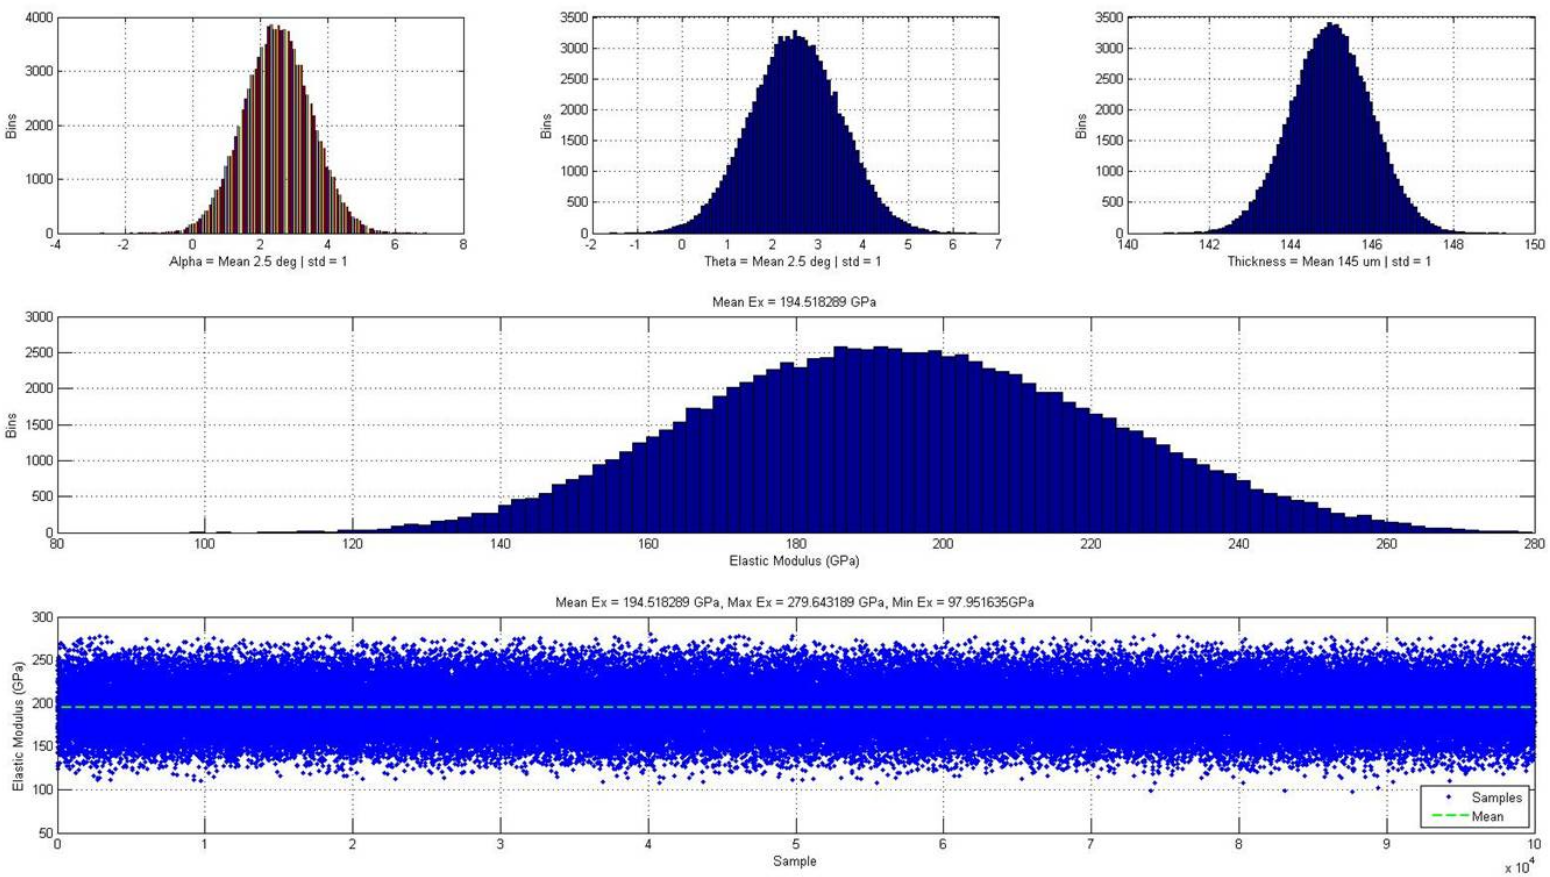 4000
3000
2000
1000
0
Bins
-4 -2 0 2 4 6 8
Alpha = Mean 2.5 deg | std = 1
3500
3000
2500
2000
1500
1000
500
0
Bins
-2 -1 0 1 2 3 4 5 6 7
Theta = Mean 2.5 deg | std = 1
3500
3000
2500
2000
1500
1000
500
0
Bins
140 142 144 146 148 150
Thickness = Mean 145 um | std = 1
Mean Ex = 194.518289 GPa
3000
2500
2000
1500
1000
500
0
Bins
80 100 120 140 160 180 200 220 240 260 280
Elastic Modulus (GPa)
Mean Ex = 194.518289 GPa, Max Ex = 279.643189 GPa, Min Ex = 97.951635GPa
300
250
200
150
100
50
Elastic Modulus (GPa)
Samples
Mean
0 1 2 3 4 5 6 7 8 9 10
Sample
x 10^4